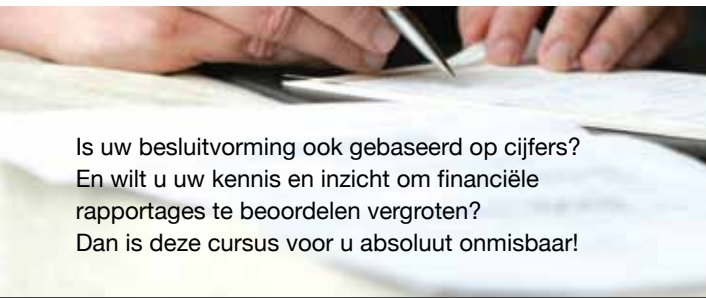 Is uw besluitvorming ook gebaseerd op cijfers?
En wilt u uw kennis en inzicht om financiële
rapportages te beoordelen vergroten?
Dan is deze cursus voor u absoluut onmisbaar!